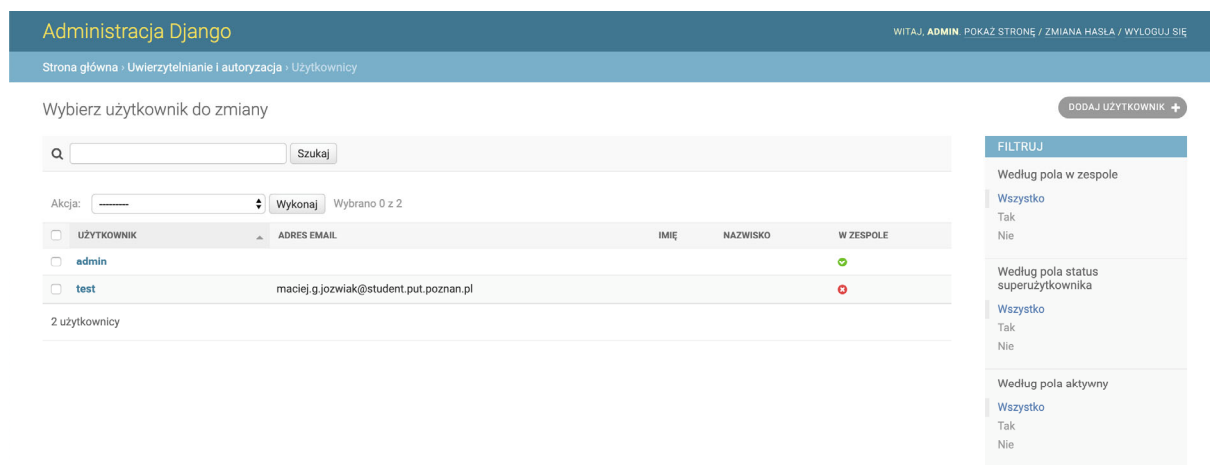 Administracja Django
WITAJ, ADMIN. POKAŻ STRONĘ / ZMIANA HASŁA / WYLOGUJ SIĘ
Strona główna › Uwierzytelnianie i autoryzacja › Użytkownicy
Wybierz użytkownik do zmiany
DODAJ UŻYTKOWNIK +
Szukaj
Akcja: --------- Wykonaj Wybrano 0 z 2
UŻYTKOWNIK ADRES EMAIL IMIĘ NAZWISKO W ZESPOLE
admin
test maciej.g.jozwiak@student.put.poznan.pl
2 użytkownicy
FILTRUJ
Według pola w zespole
Wszystko
Tak
Nie
Według pola status
superużytkownika
Wszystko
Tak
Nie
Według pola aktywny
Wszystko
Tak
Nie